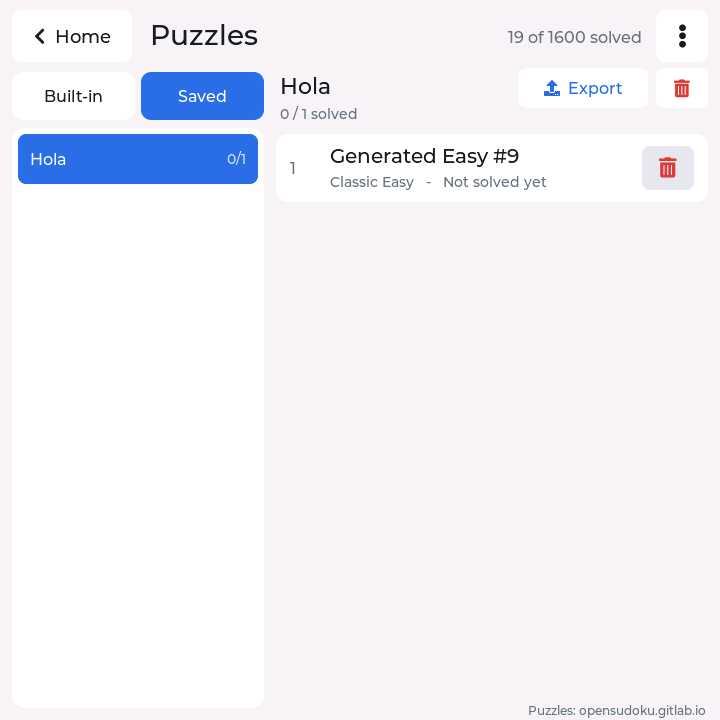 Home
Puzzles
19 of 1600 solved
Built-in
Saved
Hola
0 / 1 solved
Export
Hola
0/1
1
Generated Easy #9
Classic Easy - Not solved yet
Puzzles: opensudoku.gitlab.io